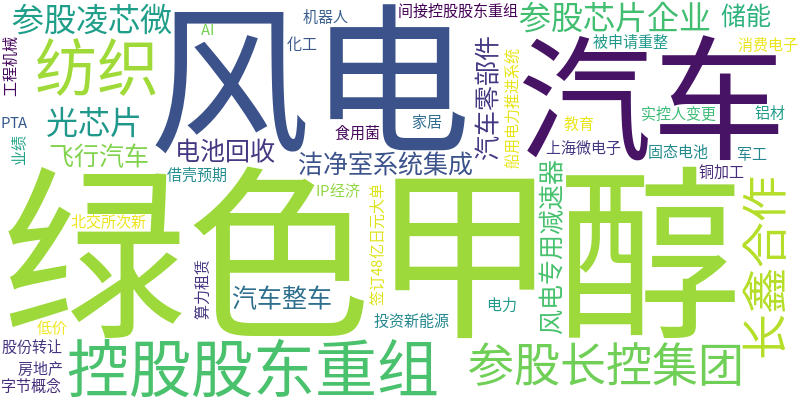 参股凌芯微
风电
机器人
间接控股股东重组
参股芯片企业
储能
AI
化工
工程机械
纺织
汽车零部件
船用电力推进系统
汽车
被申请重整
消费电子
PTA
业绩
光芯片
食用菌
家居
教育
实控人变更
铝材
飞行汽车
电池回收
洁净室系统集成
上海微电子
固态电池
军工
借壳预期
IP经济
铜加工
绿色甲醇
北交所次新
签订48亿日元大单
风电专用减速器
长鑫合作
算力租赁
汽车整车
电力
低价
投资新能源
股份转让
控股股东重组
参股长控集团
房地产
字节概念